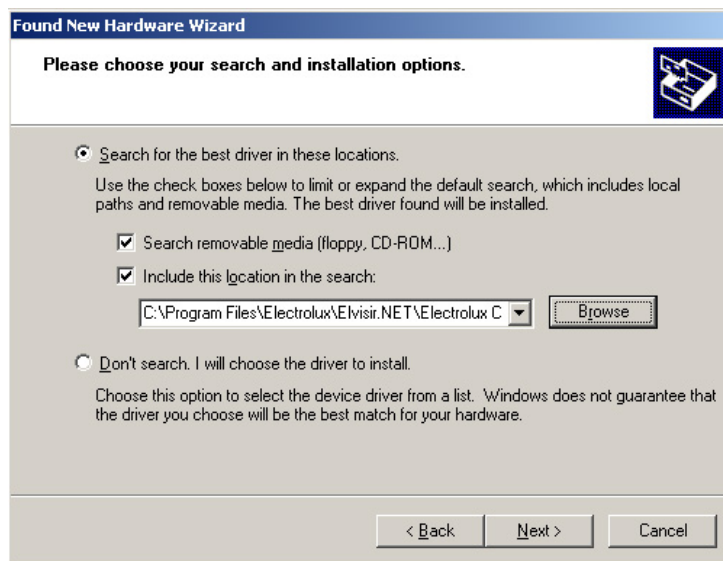 Found New Hardware Wizard
Please choose your search and installation options.
Search for the best driver in these locations.
Use the check boxes below to limit or expand the default search, which includes local
paths and removable media. The best driver found will be installed.
Search removable media (floppy, CD-ROM...)
Include this location in the search:
C:\Program Files\Electrolux\Elvisir.NET\Electrolux C
Browse
Don't search. I will choose the driver to install.
Choose this option to select the device driver from a list. Windows does not guarantee that
the driver you choose will be the best match for your hardware.
< Back Next > Cancel